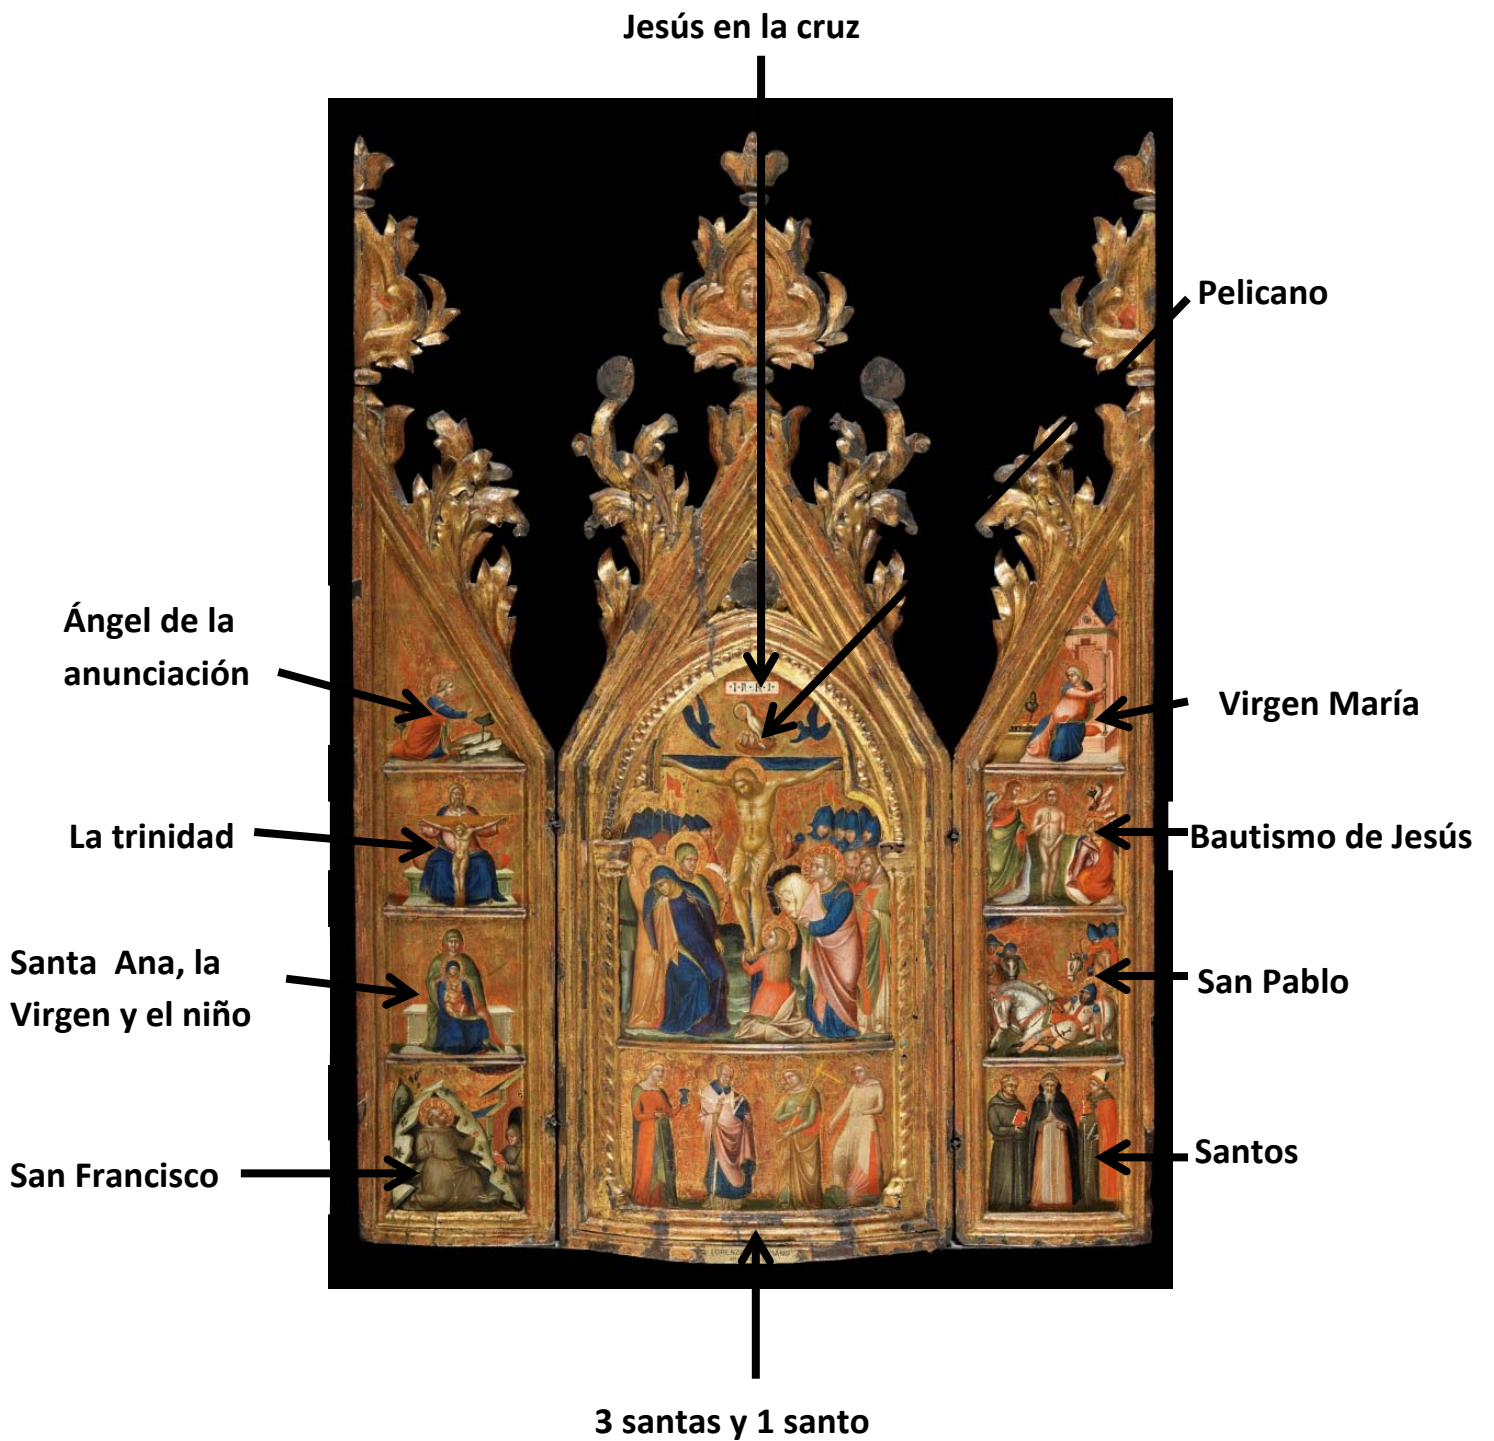 Jesús en la cruz
Pelicano
Ángel de la
anunciación
Virgen María
La trinidad
Bautismo de Jesús
Santa  Ana, la
Virgen y el niño
San Pablo
San Francisco
Santos
3 santas y 1 santo
·I·N·R·I·
LORENZO